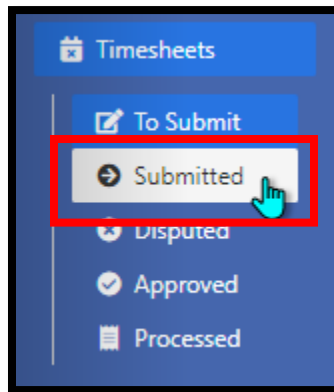 Timesheets
To Submit
Submitted
Disputed
Approved
Processed